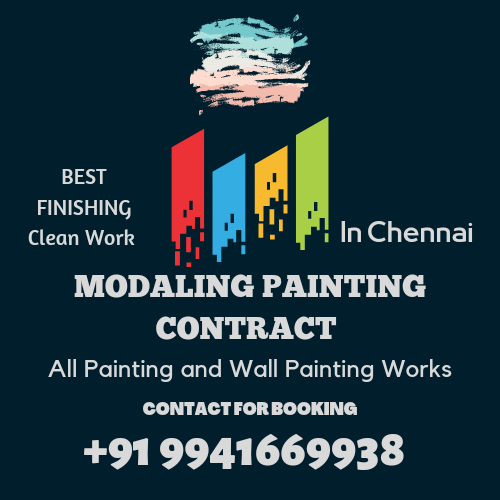 BEST
FINISHING
Clean Work
In Chennai
MODALING PAINTING
CONTRACT
All Painting and Wall Painting Works
CONTACT FOR BOOKING
+91 9941669938